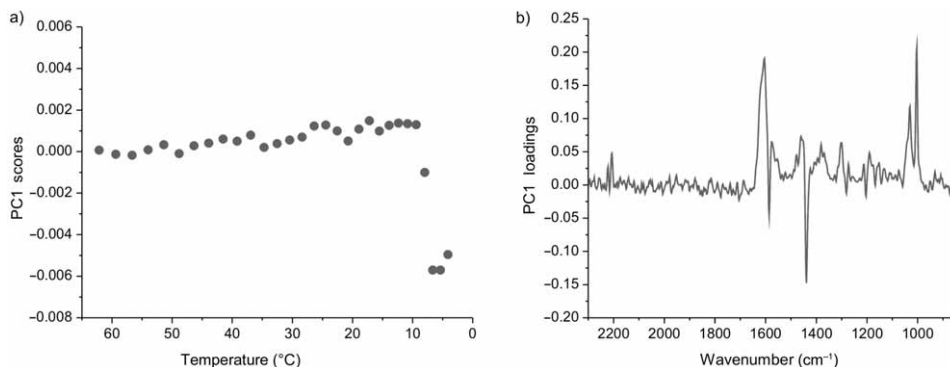 a)
0.006
0.004
0.002
0.000
−0.002
−0.004
−0.006
−0.008
PC1 scores
60 50 40 30 20 10 0
Temperature (°C)
b)
0.25
0.20
0.15
0.10
0.05
0.00
−0.05
−0.10
−0.15
−0.20
PC1 loadings
2200 2000 1800 1600 1400 1200 1000
Wavenumber (cm⁻¹)